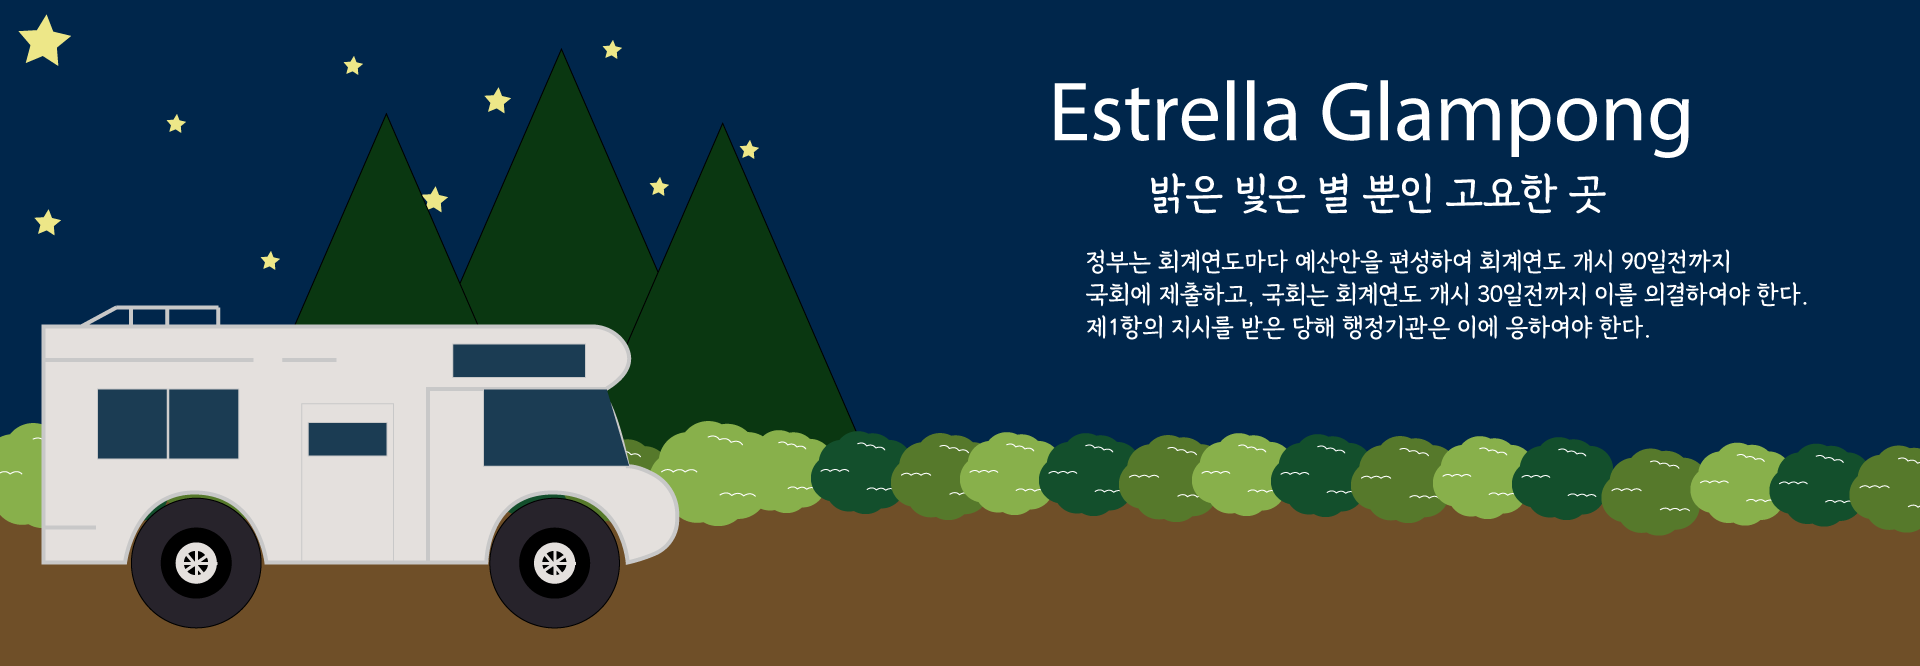 Estrella Glampong
밝은 빛은 별 뿐인 고요한 곳
정부는 회계연도마다 예산안을 편성하여 회계연도 개시 90일전까지
국회에 제출하고, 국회는 회계연도 개시 30일전까지 이를 의결하여야 한다.
제1항의 지시를 받은 당해 행정기관은 이에 응하여야 한다.